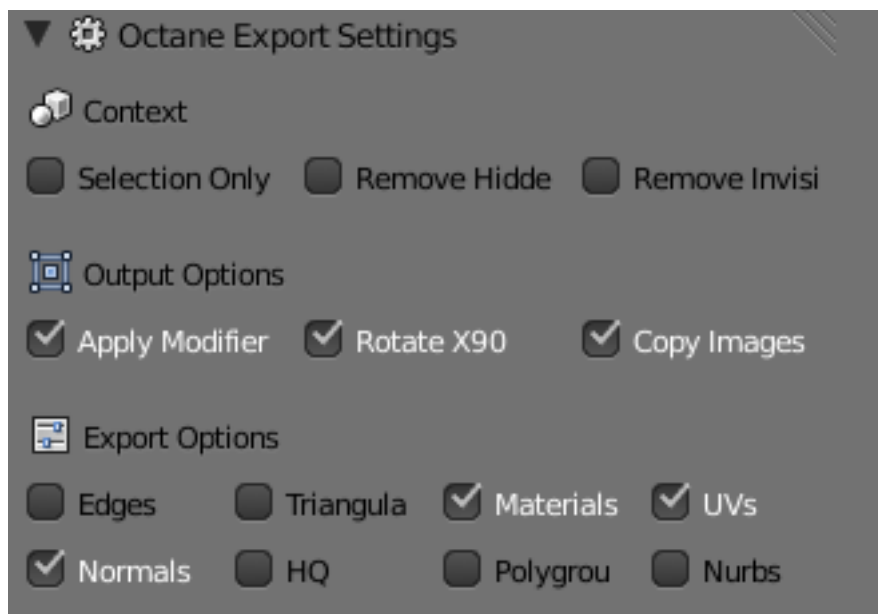 Octane Export Settings
Context
Selection Only Remove Hidde Remove Invisi
Output Options
Apply Modifier Rotate X90 Copy Images
Export Options
Edges Triangula Materials UVs
Normals HQ Polygrou Nurbs